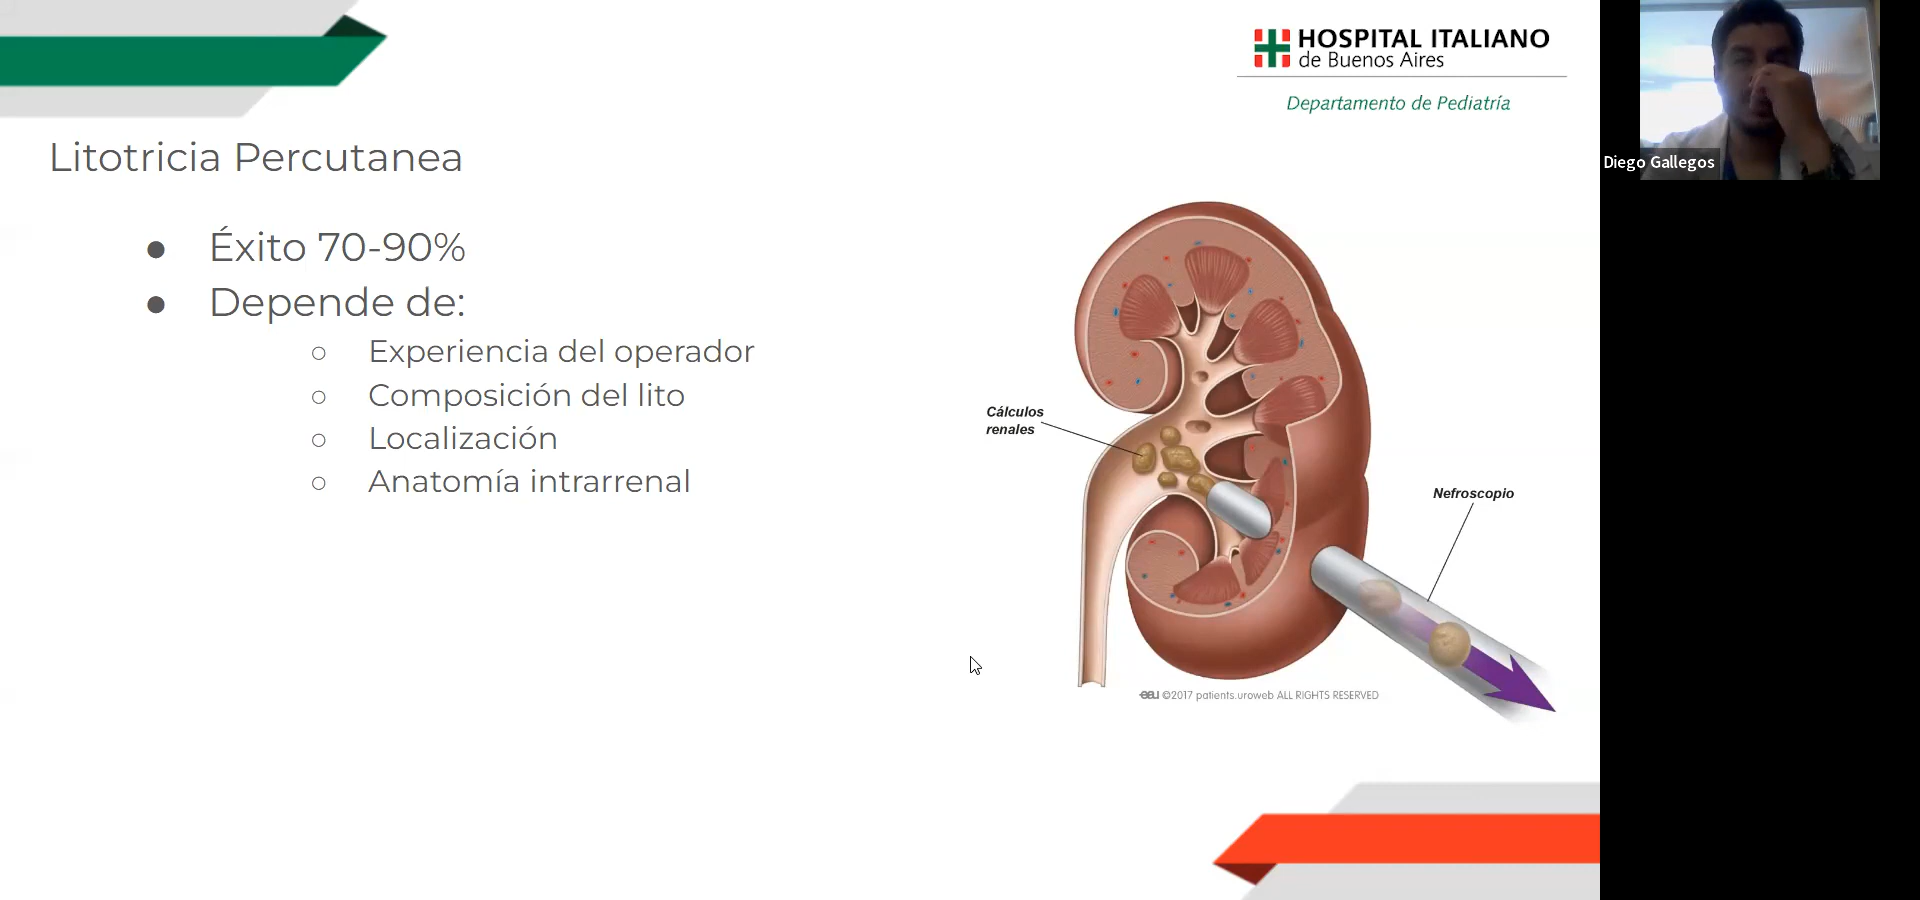 HOSPITAL ITALIANO
de Buenos Aires
Departamento de Pediatría
Diego Gallegos
Litotricia Percutanea
● Éxito 70-90%
● Depende de:
○ Experiencia del operador
○ Composición del lito
○ Localización
○ Anatomía intrarrenal
Cálculos
renales
Nefroscopio
eau ©2017 patients.uroweb ALL RIGHTS RESERVED